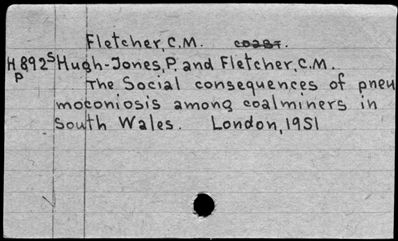 Fletcher, C.M. co287.
H892S Hugh-Jones, P. and Fletcher, C.M.
P The Social consequences of pneu
moconiosis among coalminers in
South Wales. London, 1951